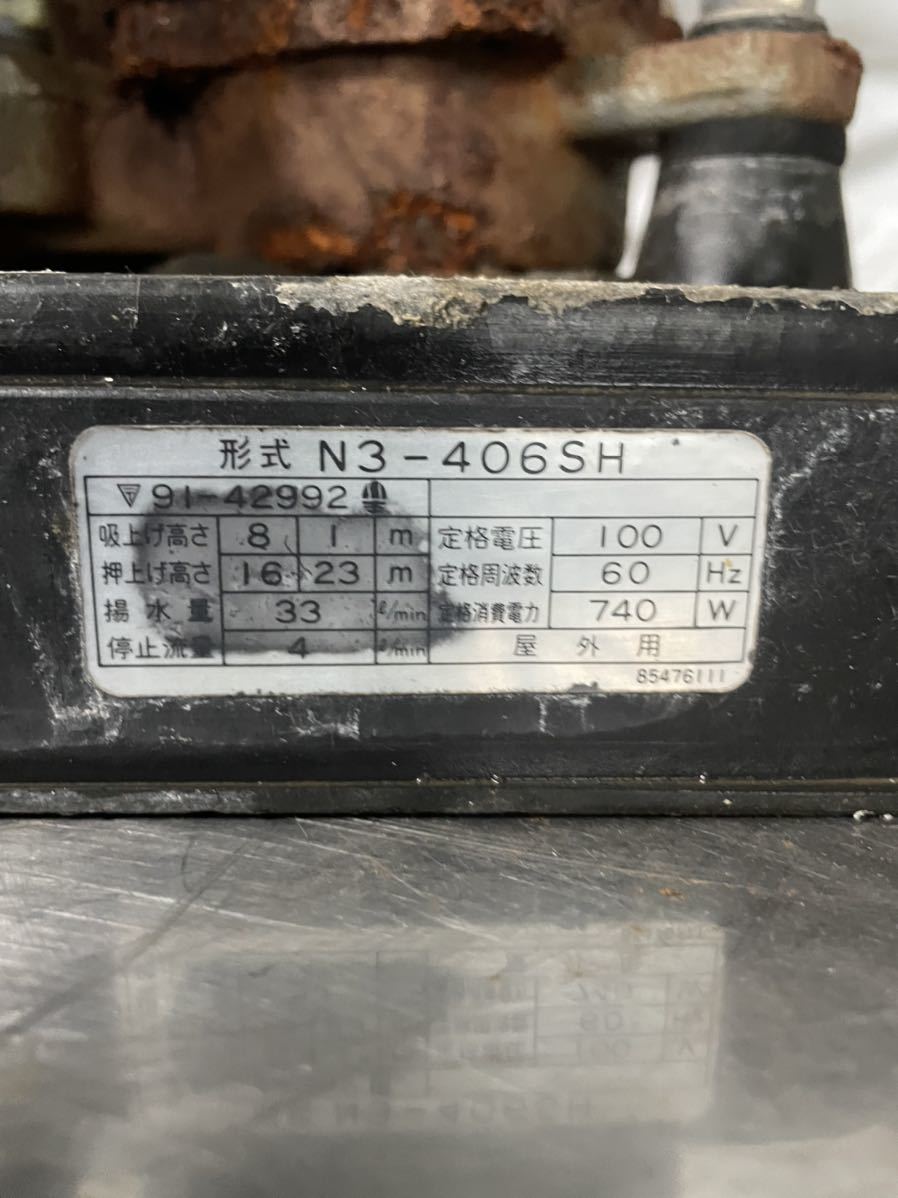 形式 N3-406SH
91-42992
吸上げ高さ 8 1 m 定格電圧 100 V
押上げ高さ 16→23 m 定格周波数 60 Hz
揚水量 33 ℓ/min 定格消費電力 740 W
停止流量 4 ℓ/min 屋外用
85476111